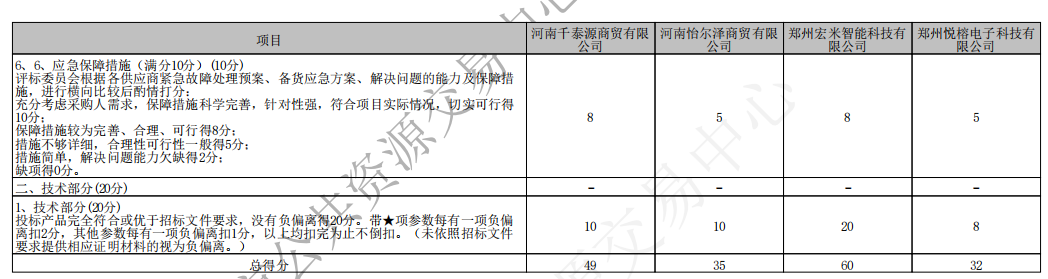 项目
河南千泰源商贸有限公司
河南怡尔泽商贸有限公司
郑州宏米智能科技有限公司
郑州悦榕电子科技有限公司
6、6、应急保障措施（满分10分）(10分)
评标委员会根各供应商紧急故障处理预案、备货应急方案、解决问题的能力及保障措
施，进行横向比较后酌情打分；
充分考虑采购人需求，保障措施科学完善，针对性强，符合项目实际情况，切实可行得
10分；
保障措施较为完善、合理、可行得8分；
措施不够详细，合理性可行性一般得5分；
措施简单，解决问题能力欠缺得2分；
缺项得0分。
8
5
8
5
二、技术部分(20分)
-
-
-
-
1、技术部分(20分)
投标产品完全符合或优于招标文件要求，没有负偏离得20分。带★项参数每有一项负偏
离扣2分，其他参数每有一项负偏离扣1分，以上均扣完为止不倒扣。（未依照招标文件
要求提供相应证明材料的视为负偏离。）
10
10
20
8
总得分
49
35
60
32
公共资源交易中心
资源交易中心